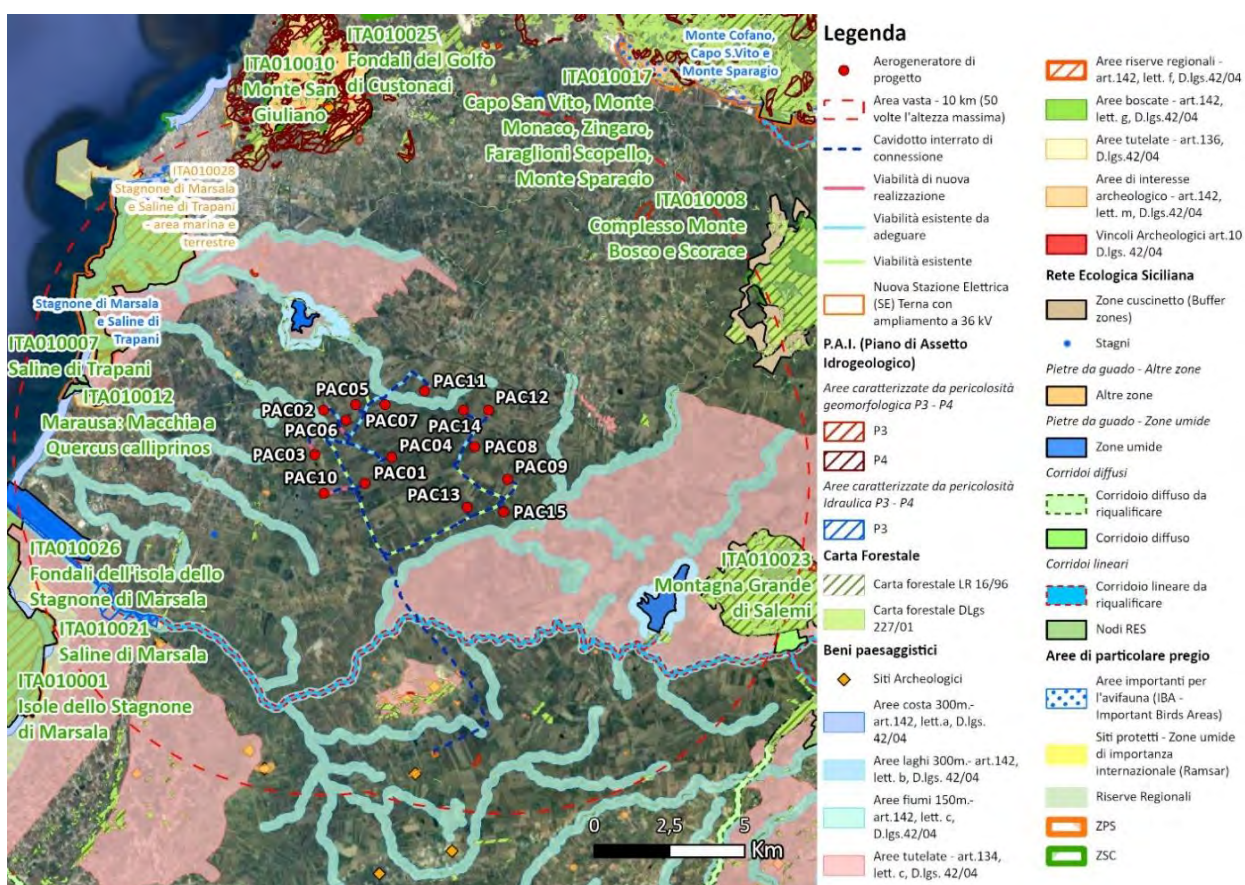 ITA010025
Fondali del Golfo
di Custonaci
ITA010010
Monte San
Giuliano
Monte Cofano,
Capo S.Vito e
Monte Sparagio
ITA010017
Capo San Vito, Monte
Monaco, Zingaro,
Faraglioni Scopello,
Monte Sparacio
ITA010028
Stagnone di Marsala
e Saline di Trapani
- area marina e
terrestre
ITA010008
Complesso Monte
Bosco e Scorace
Stagnone di Marsala
e Saline di
Trapani
ITA010007
Saline di Trapani
ITA010012
Marausa: Macchia a
Quercus calliprinos
PAC05
PAC11
PAC02
PAC12
PAC06
PAC07
PAC14
PAC03
PAC04
PAC08
PAC10
PAC01
PAC09
PAC13
PAC15
ITA010026
Fondali dell'isola dello
Stagnone di Marsala
ITA010023
Montagna Grande
di Salemi
ITA010021
Saline di Marsala
ITA010001
Isole dello Stagnone
di Marsala
0 2,5 5
Km
Legenda
Aerogeneratore di
progetto
Area vasta - 10 km (50
volte l'altezza massima)
Cavidotto interrato di
connessione
Viabilità di nuova
realizzazione
Viabilità esistente da
adeguare
Viabilità esistente
Nuova Stazione Elettrica
(SE) Terna con
ampliamento a 36 kV
P.A.I. (Piano di Assetto
Idrogeologico)
Aree caratterizzate da pericolosità
geomorfologica P3 - P4
P3
P4
Aree caratterizzate da pericolosità
Idraulica P3 - P4
P3
Carta Forestale
Carta forestale LR 16/96
Carta forestale DLgs
227/01
Beni paesaggistici
Siti Archeologici
Aree costa 300m.-
art.142, lett.a, D.lgs.
42/04
Aree laghi 300m.- art.142,
lett. b, D.lgs. 42/04
Aree fiumi 150m.-
art.142, lett. c,
D.lgs.42/04
Aree tutelate - art.134,
lett. c, D.lgs. 42/04
Aree riserve regionali -
art.142, lett. f, D.lgs.42/04
Aree boscate - art.142,
lett. g, D.lgs.42/04
Aree tutelate - art.136,
D.lgs.42/04
Aree di interesse
archeologico - art.142,
lett. m, D.lgs.42/04
Vincoli Archeologici art.10
D.lgs. 42/04
Rete Ecologica Siciliana
Zone cuscinetto (Buffer
zones)
Stagni
Pietre da guado - Altre zone
Altre zone
Pietre da guado - Zone umide
Zone umide
Corridoi diffusi
Corridoio diffuso da
riqualificare
Corridoio diffuso
Corridoi lineari
Corridoio lineare da
riqualificare
Nodi RES
Aree di particolare pregio
Aree importanti per
l'avifauna (IBA -
Important Birds Areas)
Siti protetti - Zone umide
di importanza
internazionale (Ramsar)
Riserve Regionali
ZPS
ZSC